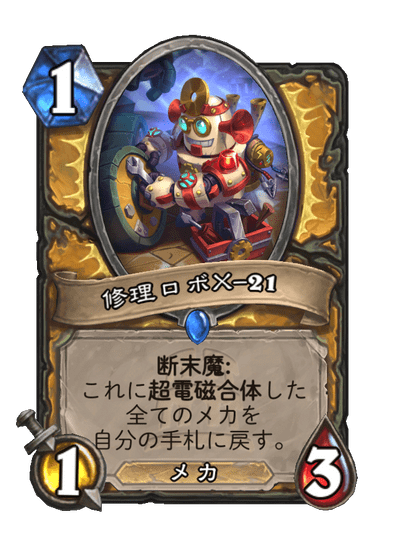 1
修理ロボX-21
断末魔:
これに超電磁合体した
全てのメカを
自分の手札に戻す。
1
メカ
3